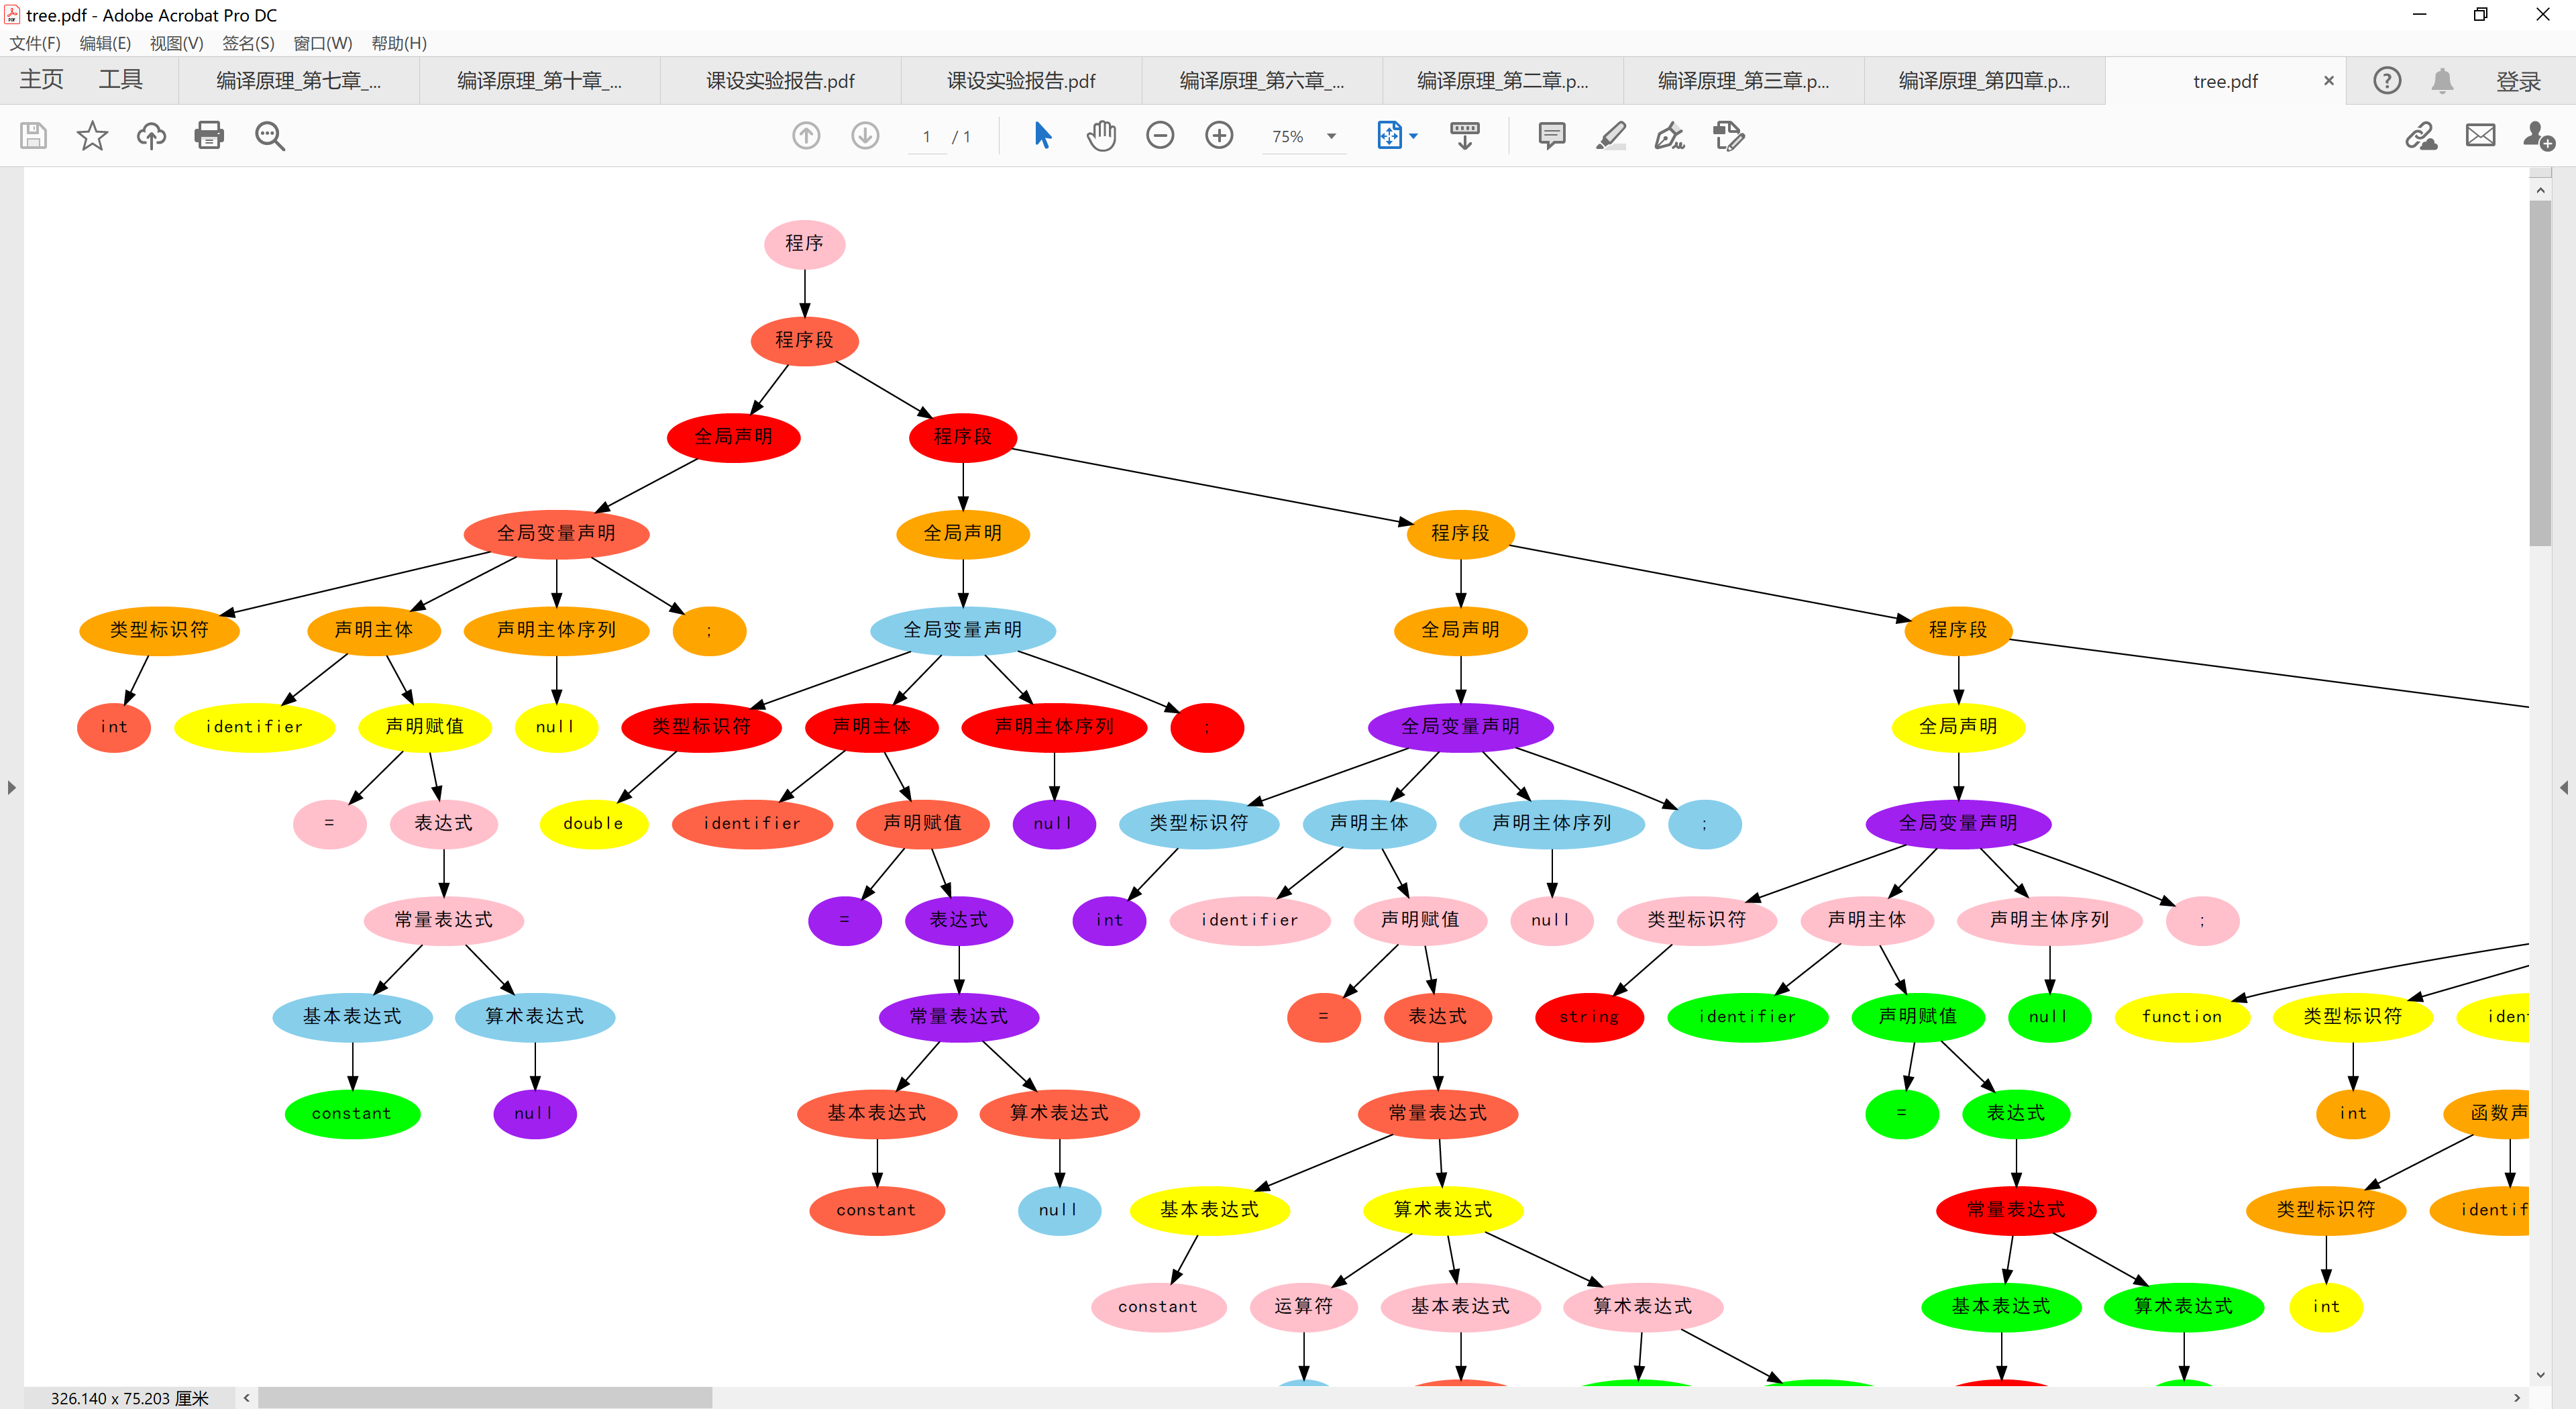 tree.pdf - Adobe Acrobat Pro DC
文件(F) 编辑(E) 视图(V) 签名(S) 窗口(W) 帮助(H)
主页 工具 编译原理_第七章_... 编译原理_第十章_... 课设实验报告.pdf 课设实验报告.pdf 编译原理_第六章_... 编译原理_第二章.p... 编译原理_第三章.p... 编译原理_第四章.p... tree.pdf × 登录
1 / 1 75%
程序
程序段
全局声明 程序段
全局变量声明 全局声明 程序段
类型标识符 声明主体 声明主体序列 ; 全局变量声明 全局声明 程序段
int identifier 声明赋值 null 类型标识符 声明主体 声明主体序列 ; 全局变量声明 全局声明
= 表达式 double identifier 声明赋值 null 类型标识符 声明主体 声明主体序列 ; 全局变量声明
常量表达式 = 表达式 int identifier 声明赋值 null 类型标识符 声明主体 声明主体序列 ;
基本表达式 算术表达式 常量表达式 = 表达式 string identifier 声明赋值 null function 类型标识符 iden
constant null 基本表达式 算术表达式 常量表达式 = 表达式 int 函数声
constant null 基本表达式 算术表达式 常量表达式 类型标识符 identif
constant 运算符 基本表达式 算术表达式 基本表达式 算术表达式 int
326.140 x 75.203 厘米